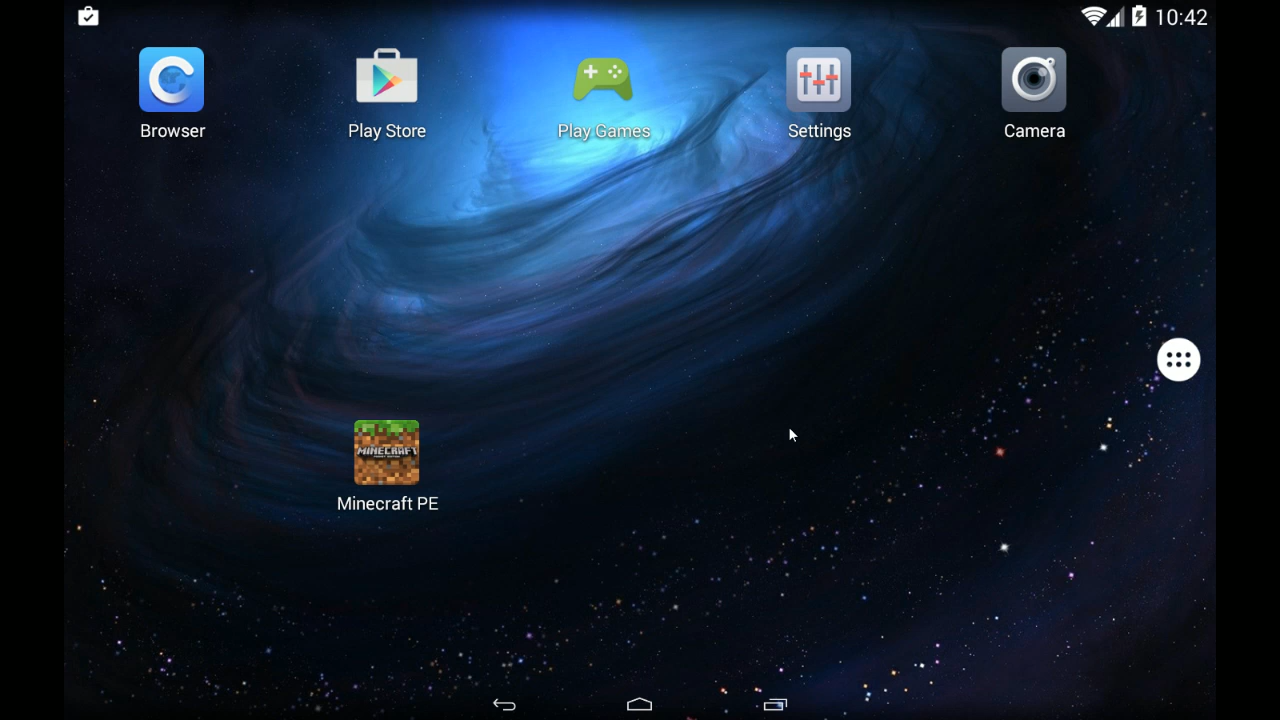 10:42
Browser
Play Store
Play Games
Settings
Camera
MINECRAFT
Minecraft PE